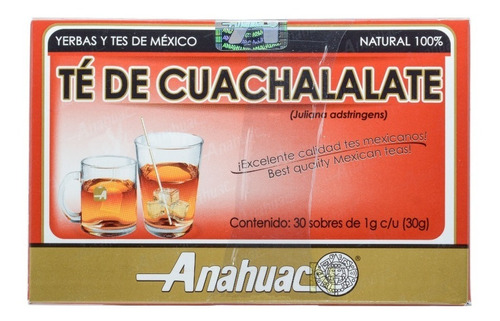 YERBAS Y TES DE MÉXICO
NATURAL 100%
TÉ DE CUACHALALATE
(Juliana adstringens)
¡Excelente calidad tes mexicanos!
Best quality Mexican teas!
Contenido: 30 sobres de 1g c/u (30g)
Anahuac ®